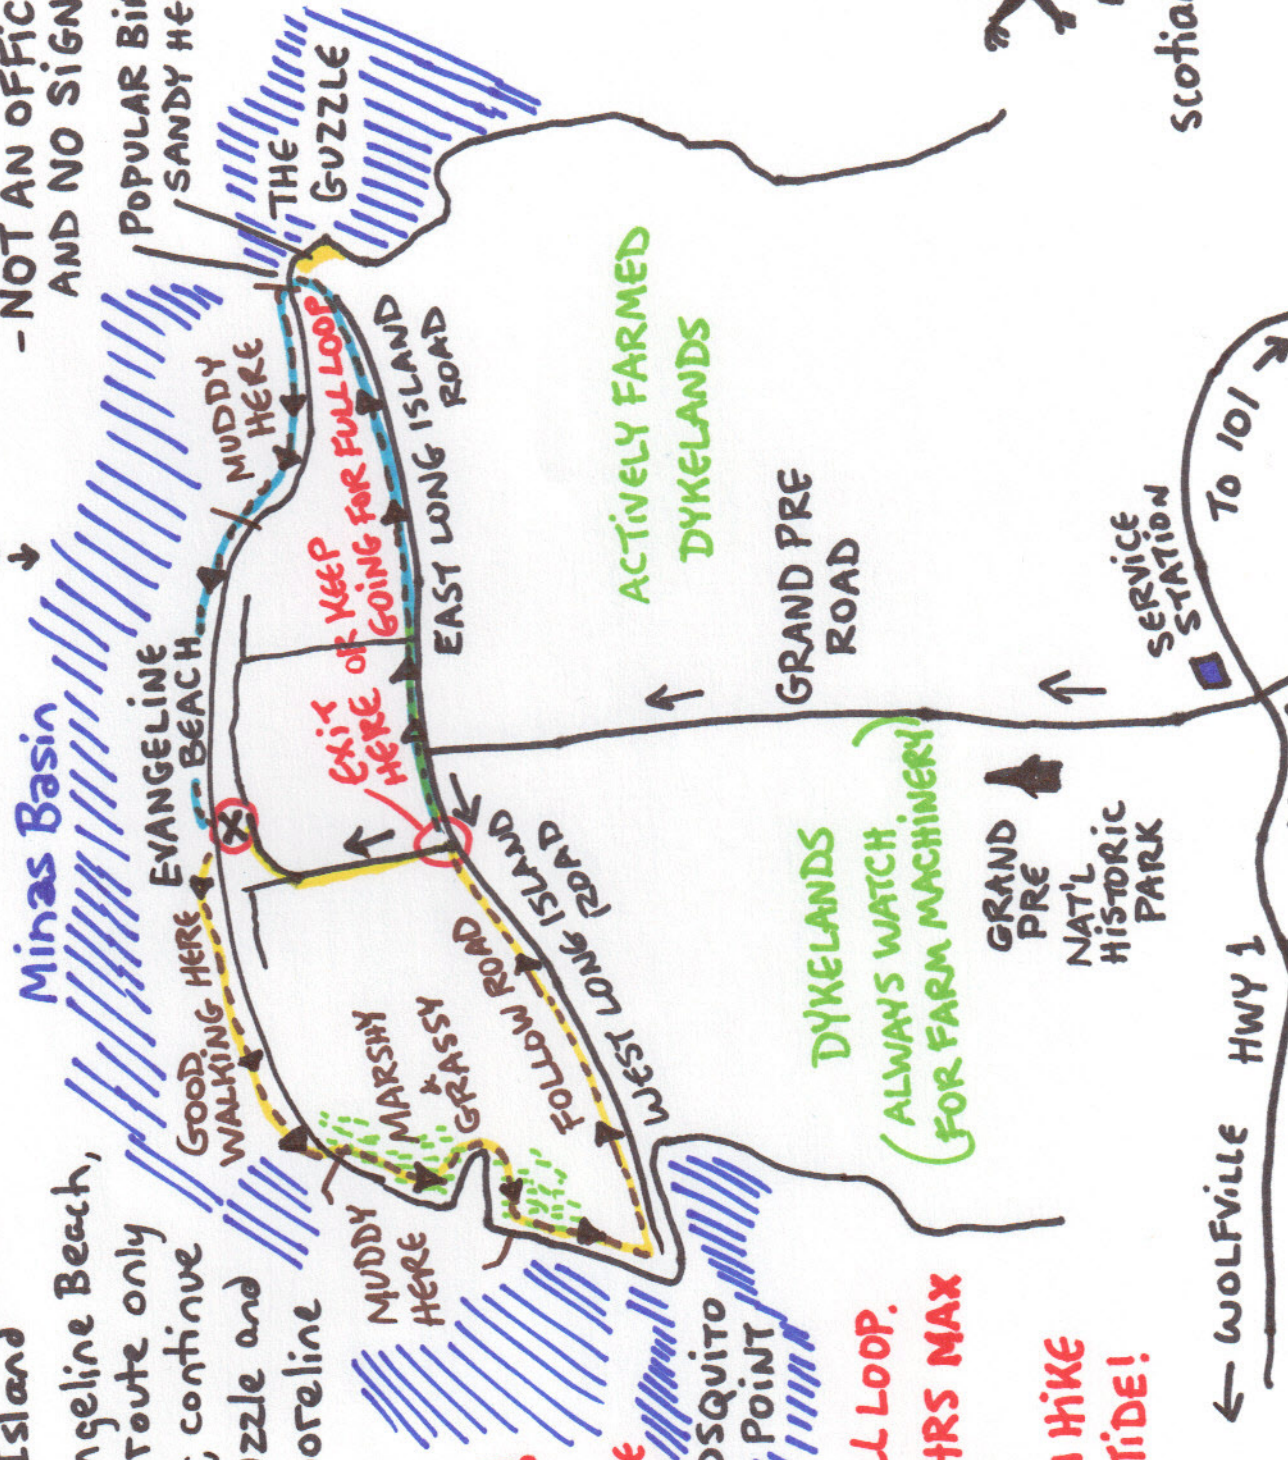 Island
ngeline Beach,
route only
continue
zzle and
oreline
- NOT AN OFFIC
AND NO SIGN
POPULAR BiR
SANDY HE
Minas Basin
THE
GUZZLE
EVANGELINE
BEACH
MUDDY
HERE
GOOD
WALKING HERE
X
MUDDY
HERE
MARSHY
&
GRASSY
EXIT
HERE
OR KEEP
GOING FOR FULL LOOP
EAST LONG ISLAND
ROAD
FOLLOW ROAD
WEST LONG ISLAND
ROAD
OSQUITO
POINT
ACTIVELY FARMED
DYKELANDS
GRAND PRE
ROAD
DYKELANDS
(ALWAYS WATCH)
(FOR FARM MACHINERY)
L LOOP.
HRS MAX
HIKE
TiDE!
GRAND
PRE
NAT'L
HISTORIC
PARK
SERVICE
STATION
TO 101
Scotia
HWY 1
← WOLFVILLE